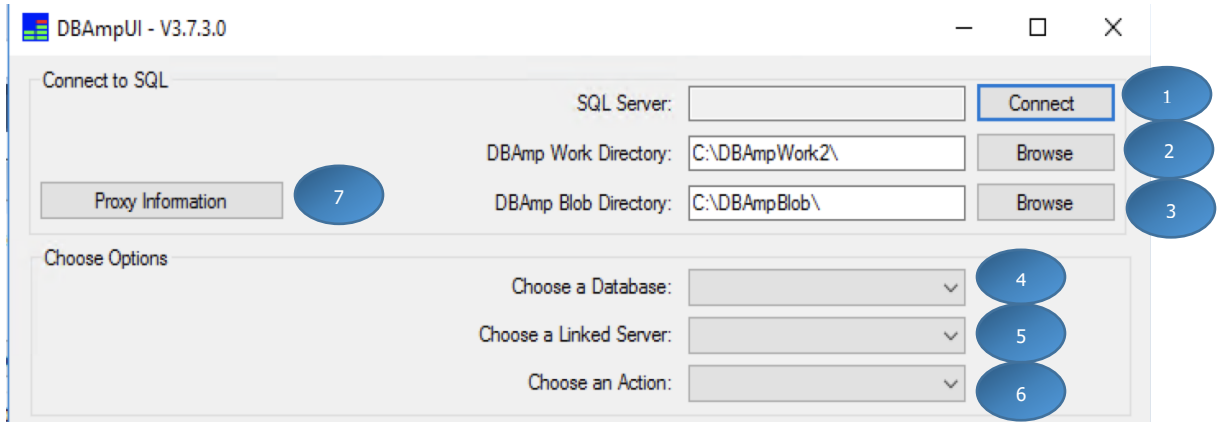 DBAmpUI - V3.7.3.0
Connect to SQL
SQL Server: Connect 1
DBAmp Work Directory: C:\DBAmpWork2\ Browse 2
Proxy Information 7 DBAmp Blob Directory: C:\DBAmpBlob\ Browse 3
Choose Options
Choose a Database: 4
Choose a Linked Server: 5
Choose an Action: 6